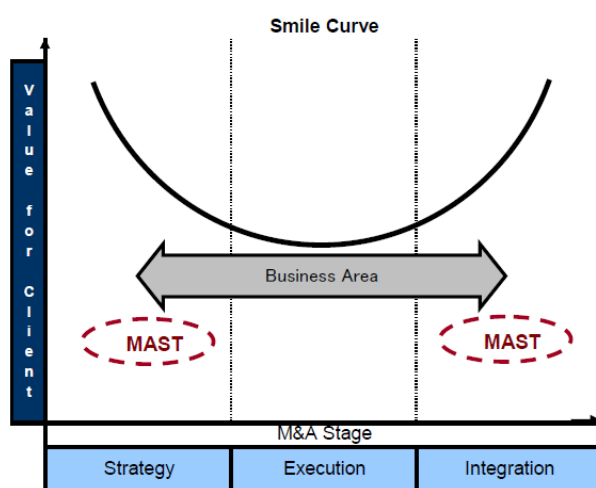 Smile Curve
Value for Client
Business Area
MAST
MAST
M&A Stage
Strategy
Execution
Integration